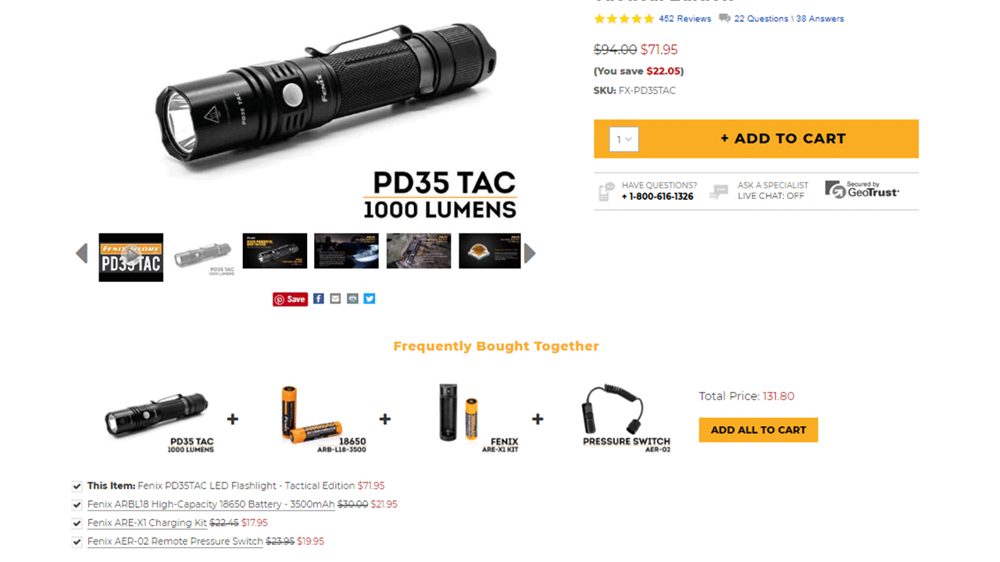 452 Reviews 22 Questions \ 38 Answers
$94.00 $71.95
(You save $22.05)
SKU: FX-PD35TAC
1 + ADD TO CART
HAVE QUESTIONS?
+ 1-800-616-1326
ASK A SPECIALIST
LIVE CHAT: OFF
Secured by
GeoTrust
FENIX
PD35 TAC
PD35 TAC
1000 LUMENS
FENIX STORE
PD35 TAC
PD35 TAC
1000 LUMENS
Save
Frequently Bought Together
PD35 TAC
1000 LUMENS
+
18650
ARB-L18-3500
+
FENIX
ARE-X1 KIT
+
PRESSURE SWITCH
AER-02
Total Price: 131.80
ADD ALL TO CART
This Item: Fenix PD35TAC LED Flashlight - Tactical Edition $71.95
Fenix ARBL18 High-Capacity 18650 Battery - 3500mAh $30.00 $21.95
Fenix ARE-X1 Charging Kit $22.45 $17.95
Fenix AER-02 Remote Pressure Switch $23.95 $19.95